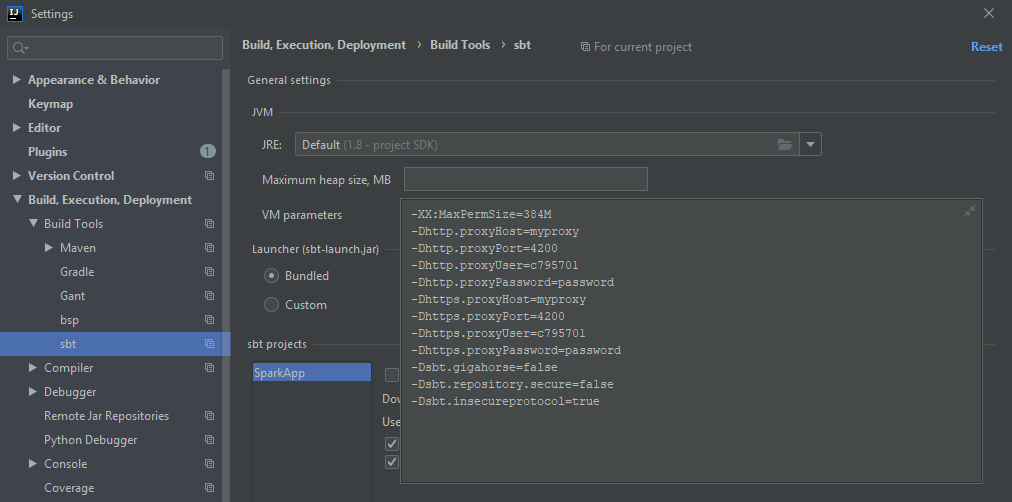 IJ
Settings
Build, Execution, Deployment › Build Tools › sbt
For current project
Reset
Appearance & Behavior
Keymap
Editor
Plugins
1
Version Control
Build, Execution, Deployment
Build Tools
Maven
Gradle
Gant
bsp
sbt
Compiler
Debugger
Remote Jar Repositories
Python Debugger
Console
Coverage
General settings
JVM
JRE:
Default (1.8 - project SDK)
Maximum heap size, MB
VM parameters
-XX:MaxPermSize=384M
-Dhttp.proxyHost=myproxy
-Dhttp.proxyPort=4200
-Dhttp.proxyUser=c795701
-Dhttp.proxyPassword=password
-Dhttps.proxyHost=myproxy
-Dhttps.proxyPort=4200
-Dhttps.proxyUser=c795701
-Dhttps.proxyPassword=password
-Dsbt.gigahorse=false
-Dsbt.repository.secure=false
-Dsbt.insecureprotocol=true
Launcher (sbt-launch.jar)
Bundled
Custom
sbt projects
SparkApp
Use